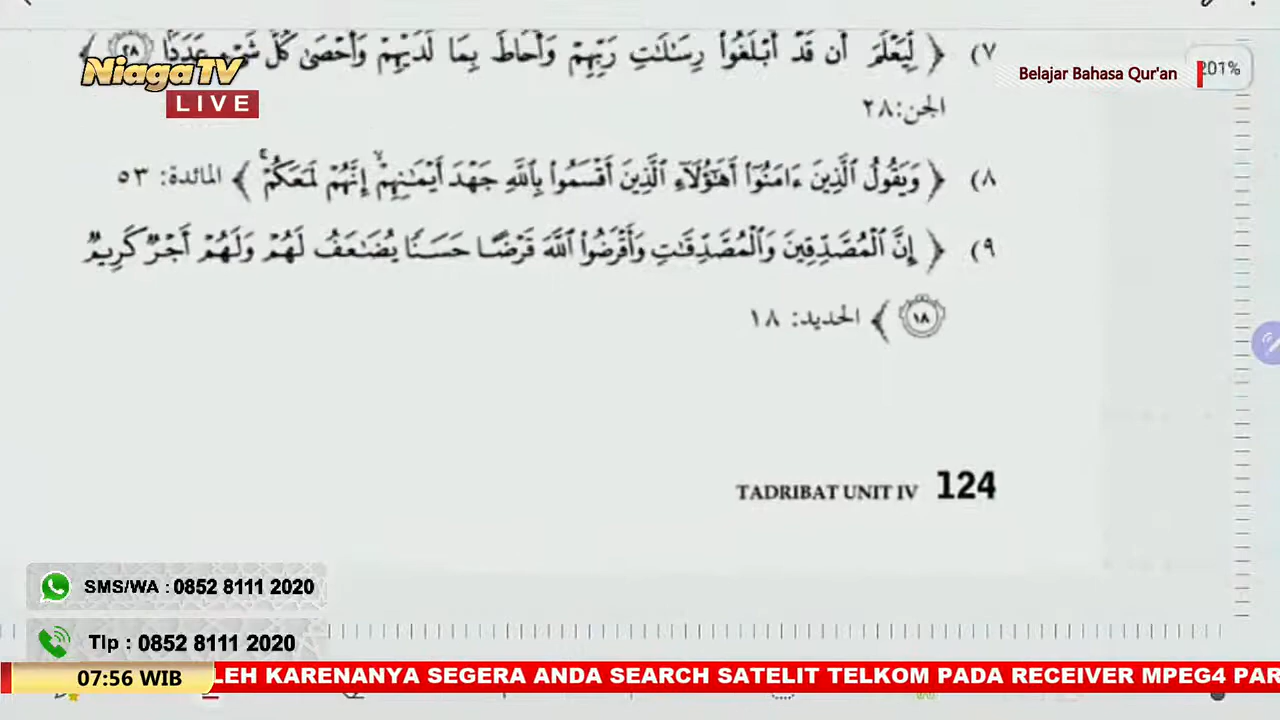 ٧) ﴿ لِّيَعْلَمَ أَن قَدْ أَبْلَغُوا۟ رِسَٰلَٰتِ رَبِّهِمْ وَأَحَاطَ بِمَا لَدَيْهِمْ وَأَحْصَىٰ كُلَّ شَىْءٍ عَدَدًۢا ٢٨ ﴾
NiagaTV
LIVE
Belajar Bahasa Qur'an
201%
الجن:٢٨
٨) ﴿ وَيَقُولُ ٱلَّذِينَ ءَامَنُوٓا۟ أَهَٰٓؤُلَآءِ ٱلَّذِينَ أَقْسَمُوا۟ بِٱللَّهِ جَهْدَ أَيْمَٰنِهِمْ ۙ إِنَّهُمْ لَمَعَكُمْ ۚ ﴾ المائدة: ٥٣
٩) ﴿ إِنَّ ٱلْمُصَّدِّقِينَ وَٱلْمُصَّدِّقَٰتِ وَأَقْرَضُوا۟ ٱللَّهَ قَرْضًا حَسَنًا يُضَٰعَفُ لَهُمْ وَلَهُمْ أَجْرٌ كَرِيمٌ
١٨ ﴾ الحديد: ١٨
TADRIBAT UNIT IV 124
SMS/WA : 0852 8111 2020
Tlp : 0852 8111 2020
07:56 WIB
LEH KARENANYA SEGERA ANDA SEARCH SATELIT TELKOM PADA RECEIVER MPEG4 PAR